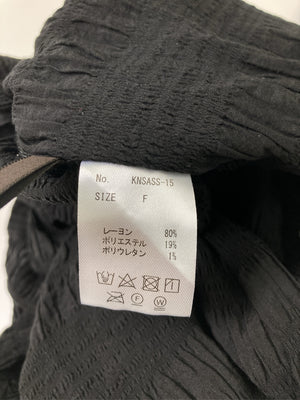 No. KNSASS-15
SIZE F
レーヨン 80%
ポリエステル 19%
ポリウレタン 1%
F W